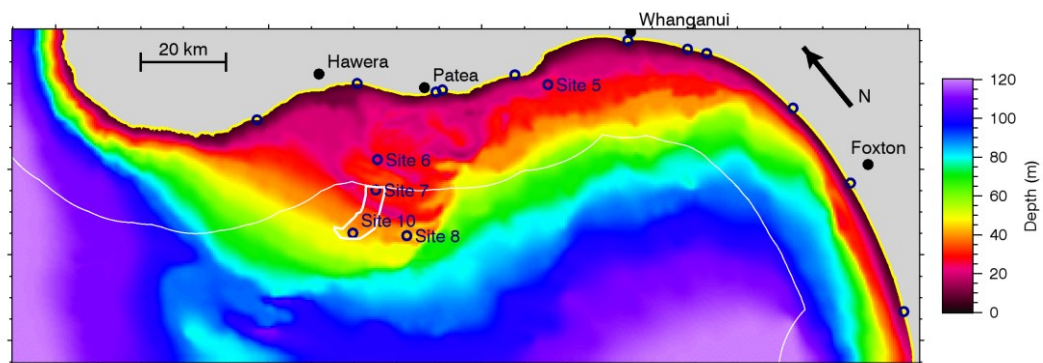 Whanganui
20 km
Hawera
Patea
Site 5
N
120
100
80
60
40
20
0
Depth (m)
Foxton
Site 6
Site 7
Site 10
Site 8